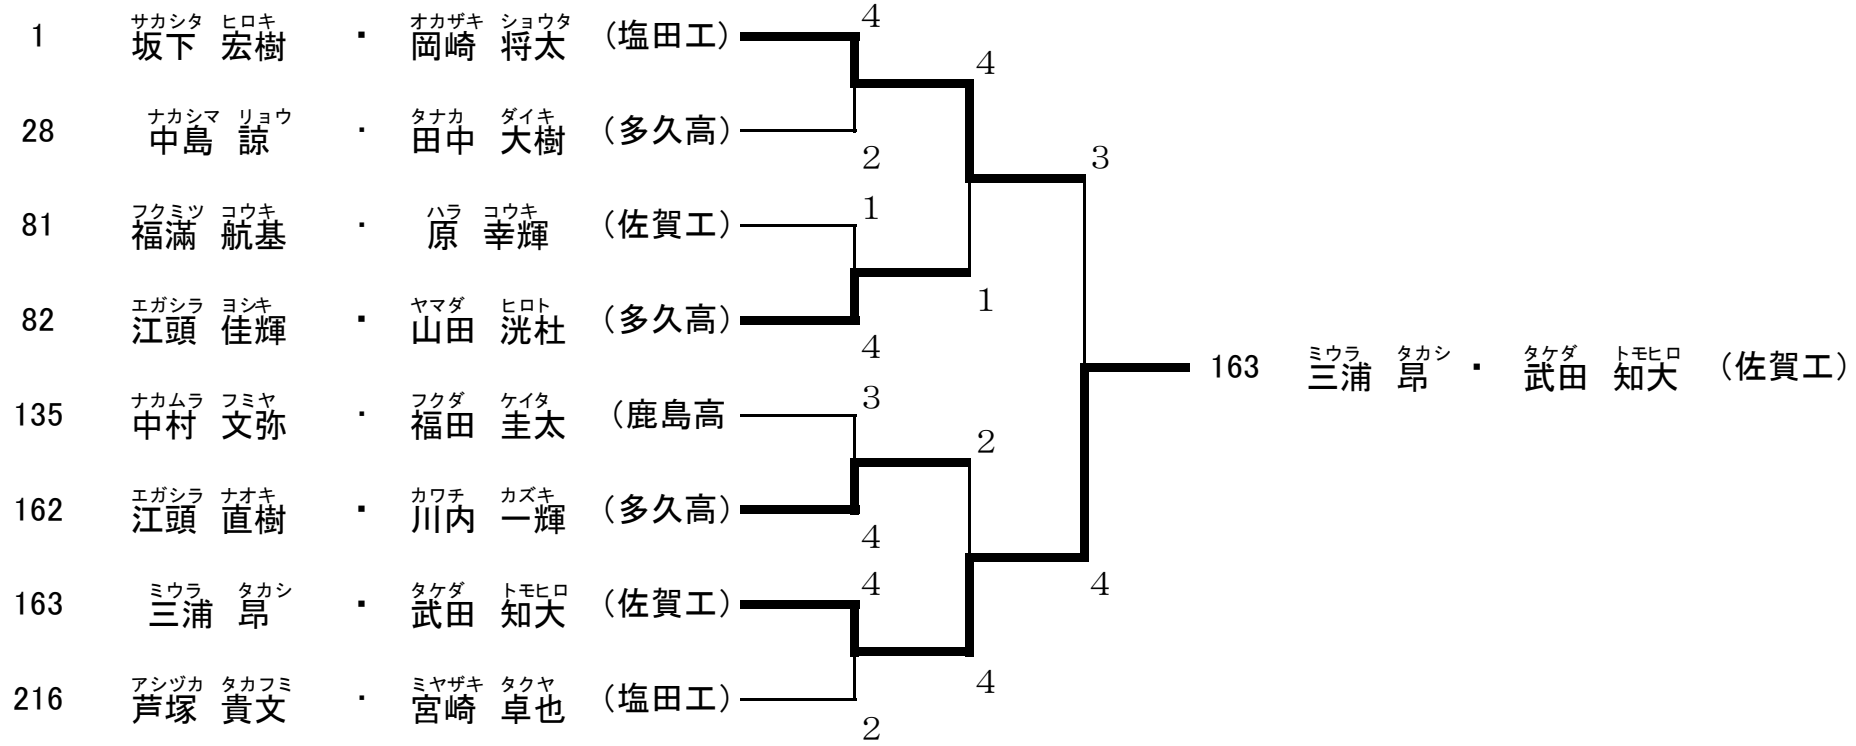 サカシタ ヒロキ オカザキ ショウタ 4
1 坂下 宏樹 ・ 岡崎 将太 (塩田工)
4
ナカシマ リョウ タナカ ダイキ
28 中島 諒 ・ 田中 大樹 (多久高)
2 3
フクミツ コウキ ハラ コウキ 1
81 福満 航基 ・ 原 幸輝 (佐賀工)
エガシラ ヨシキ ヤマダ ヒロト 1
82 江頭 佳輝 ・ 山田 洸杜 (多久高)
4
ミウラ タカシ タケダ トモヒロ
163 三浦 昂 ・ 武田 知大 (佐賀工)
ナカムラ フミヤ フクダ ケイタ 3
135 中村 文弥 ・ 福田 圭太 (鹿島高
2
エガシラ ナオキ カワチ カズキ
162 江頭 直樹 ・ 川内 一輝 (多久高)
4
ミウラ タカシ タケダ トモヒロ 4 4
163 三浦 昂 ・ 武田 知大 (佐賀工)
アシヅカ タカフミ ミヤザキ タクヤ 4
216 芦塚 貴文 ・ 宮崎 卓也 (塩田工)
2